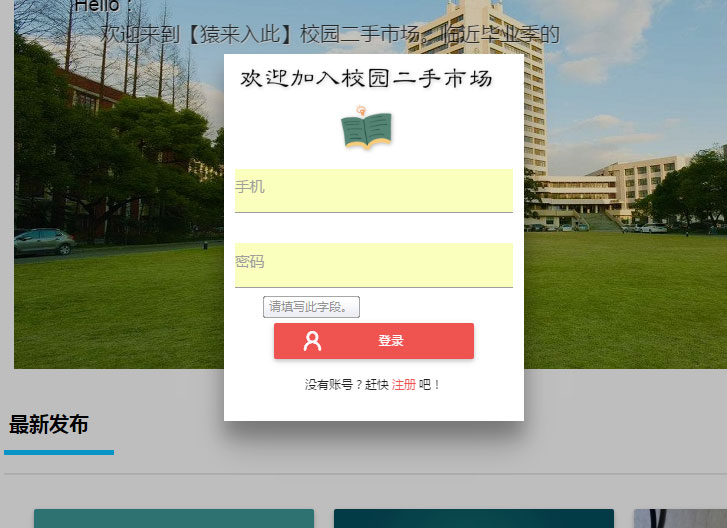 Hello：
欢迎来到【猿来入此】校园二手市场。临近毕业季的
欢迎加入校园二手市场
手机
密码
请填写此字段。
登录
没有账号？赶快 注册 吧！
最新发布